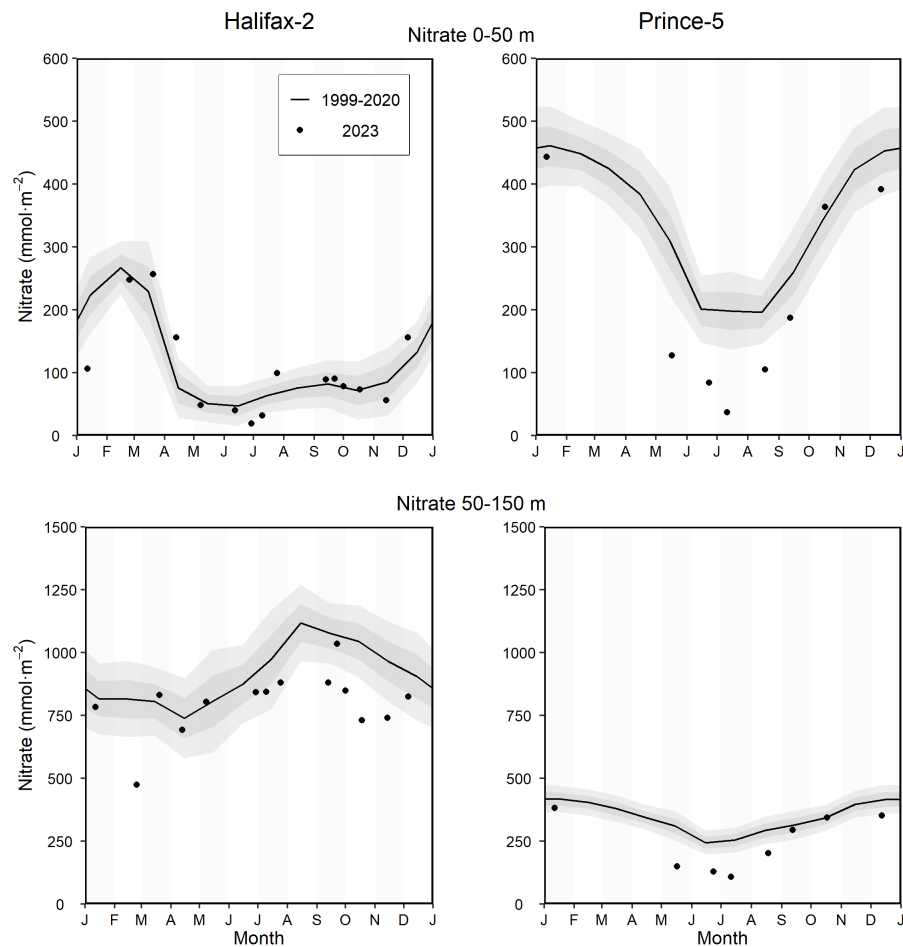 Halifax-2 Prince-5
Nitrate 0-50 m
Nitrate (mmol·m⁻²)
600
500
400
300
200
100
0
1999-2020
2023
J F M A M J J A S O N D J
600
500
400
300
200
100
0
J F M A M J J A S O N D J
Nitrate 50-150 m
Nitrate (mmol·m⁻²)
1500
1250
1000
750
500
250
0
J F M A M J J A S O N D J
Month
1500
1250
1000
750
500
250
0
J F M A M J J A S O N D J
Month